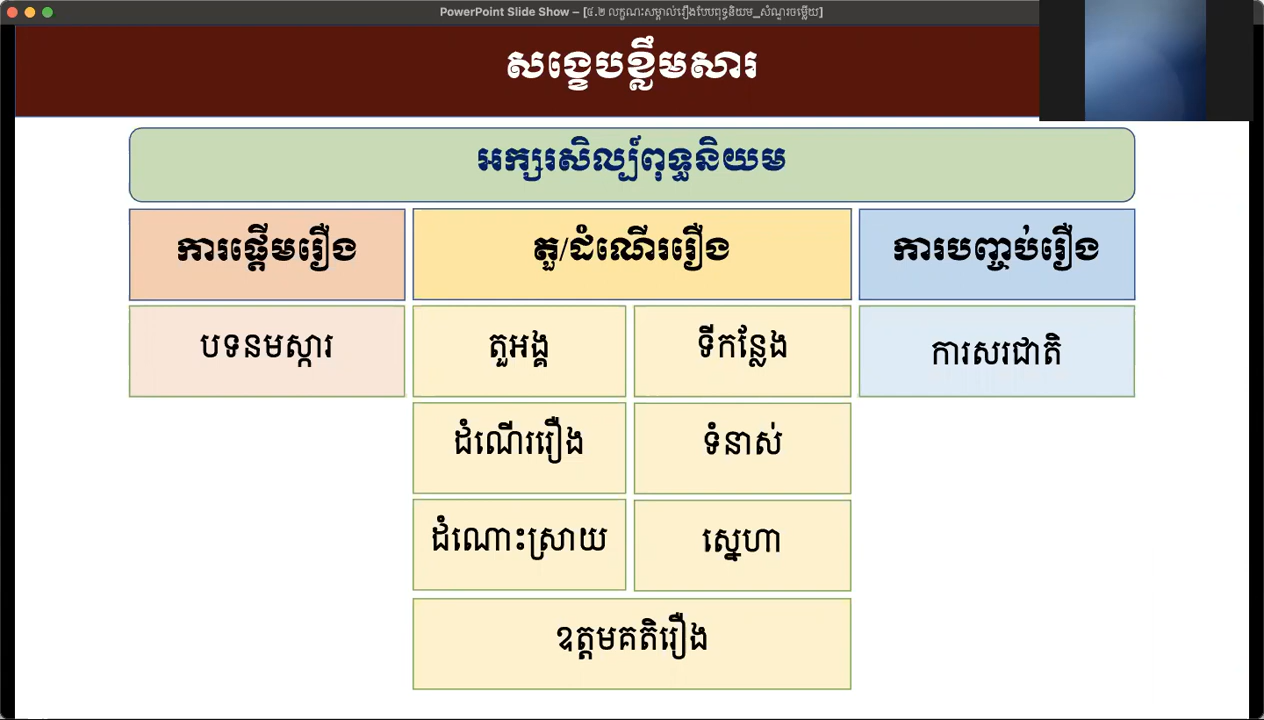 PowerPoint Slide Show – [៤.២ លក្ខណៈសម្គាល់រឿងបែបពុទ្ធនិយម_សំណួរចម្លើយ]
សង្ខេបខ្លឹមសារ
អក្សរសិល្ប៍ពុទ្ធនិយម
ការផ្ដើមរឿង
តួ/ដំណើររឿង
ការបញ្ចប់រឿង
បទនមស្ការ
តួអង្គ
ទីកន្លែង
ការសរជាតិ
ដំណើររឿង
ទំនាស់
ដំណោះស្រាយ
ស្នេហា
ឧត្តមគតិរឿង